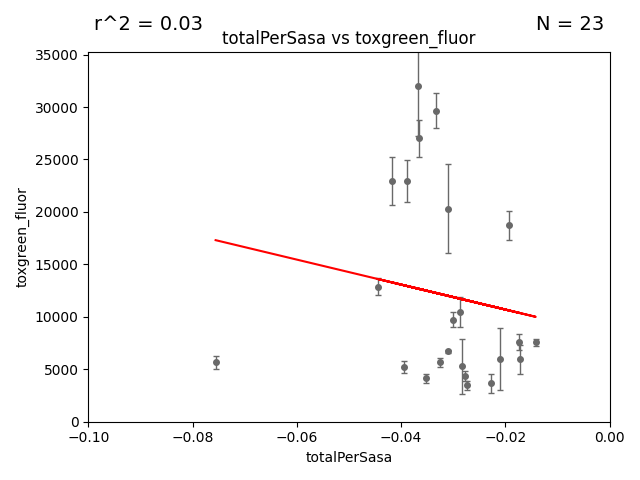 r^2 = 0.03
N = 23
totalPerSasa vs toxgreen_fluor
35000
30000
25000
20000
15000
10000
5000
0
toxgreen_fluor
−0.10
−0.08
−0.06
−0.04
−0.02
0.00
totalPerSasa